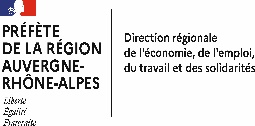 PRÉFÈTE
DE LA RÉGION
AUVERGNE-
RHÔNE-ALPES
Liberté
Égalité
Fraternité
Direction régionale
de l'économie, de l'emploi,
du travail et des solidarités